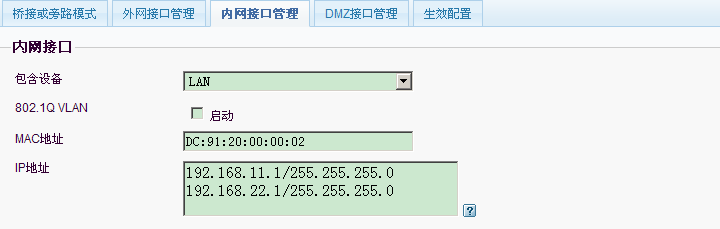 桥接或旁路模式 外网接口管理 内网接口管理 DMZ接口管理 生效配置
内网接口
包含设备 LAN
802.1Q VLAN 启动
MAC地址 DC:91:20:00:00:02
IP地址 192.168.11.1/255.255.255.0
192.168.22.1/255.255.255.0
?